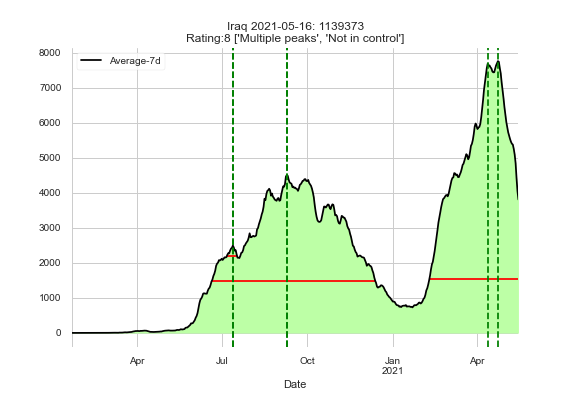 Iraq 2021-05-16: 1139373
Rating:8 ['Multiple peaks', 'Not in control']
Average-7d
8000
7000
6000
5000
4000
3000
2000
1000
0
Apr Jul Oct Jan Apr
2021
Date